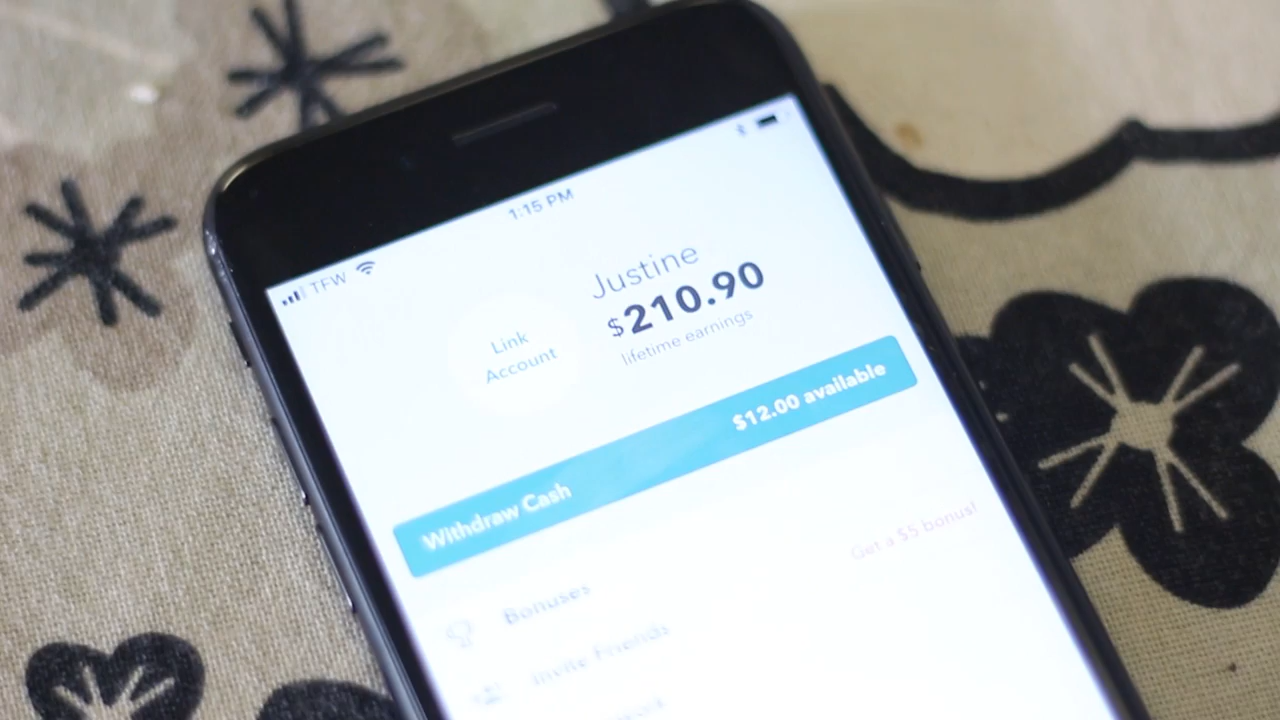 TFW
1:15 PM
Link
Account
Justine
$210.90
lifetime earnings
Withdraw Cash
$12.00 available
Bonuses
Get a $5 bonus!
Invite Friends